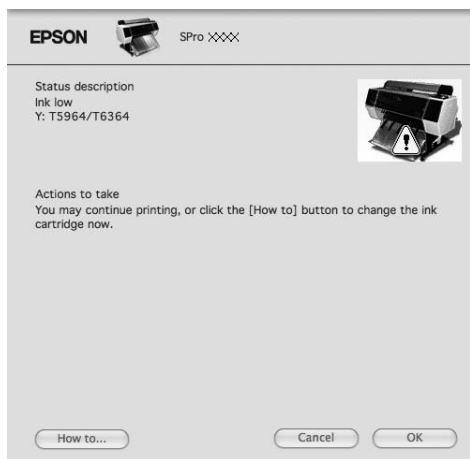 EPSON SPro XXXX
Status description
Ink low
Y: T5964/T6364
Actions to take
You may continue printing, or click the [How to] button to change the ink
cartridge now.
How to... Cancel OK